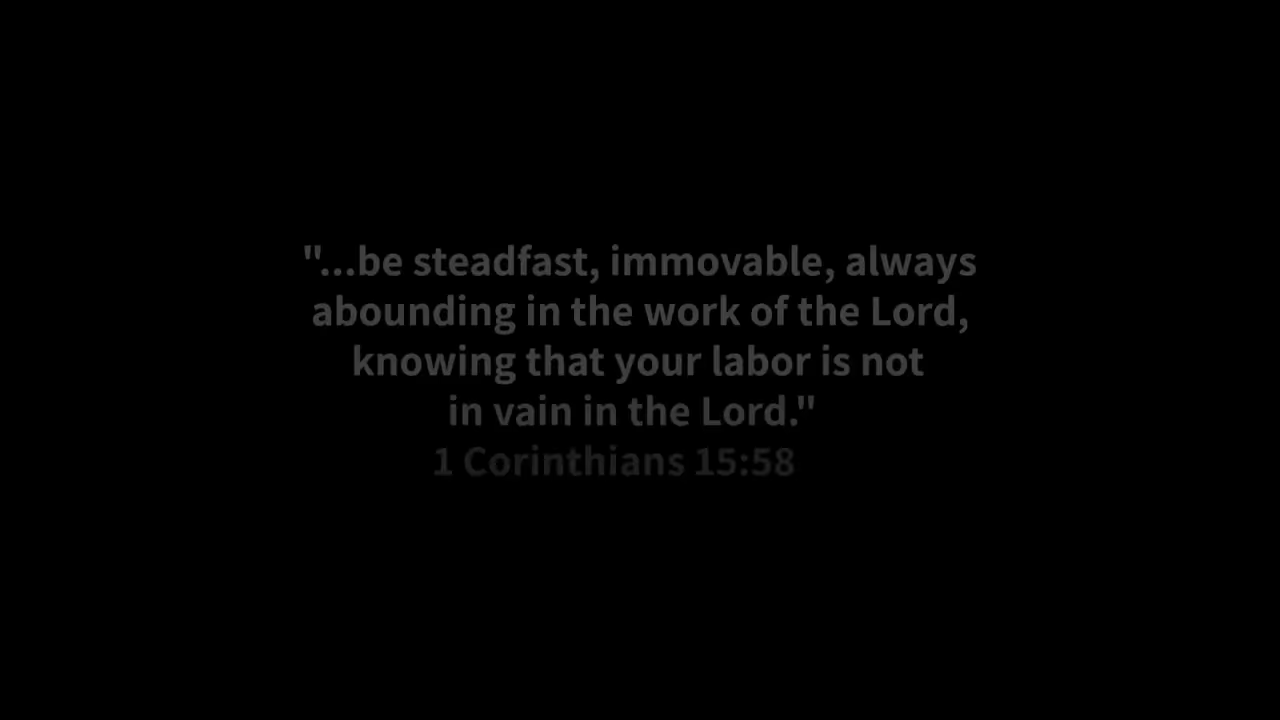 "...be steadfast, immovable, always
abounding in the work of the Lord,
knowing that your labor is not
in vain in the Lord."
1 Corinthians 15:58